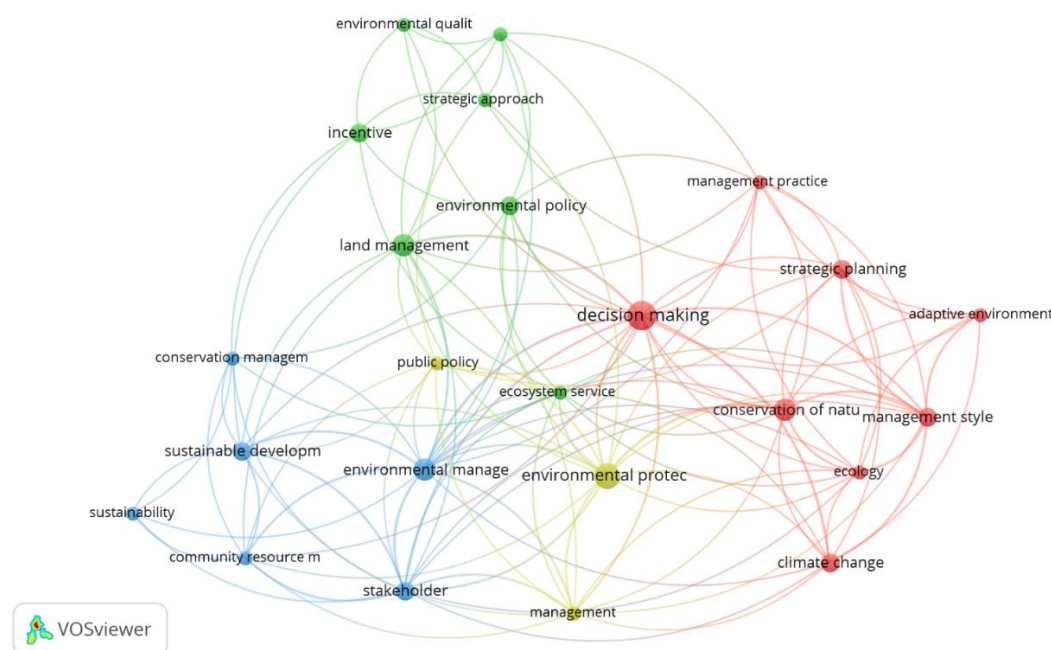 environmental qualit
strategic approach
incentive
management practice
environmental policy
land management
strategic planning
decision making
adaptive environment
conservation managem
public policy
ecosystem service
conservation of natu
management style
sustainable developm
environmental manage
environmental protec
ecology
sustainability
community resource m
climate change
stakeholder
management
VOSviewer